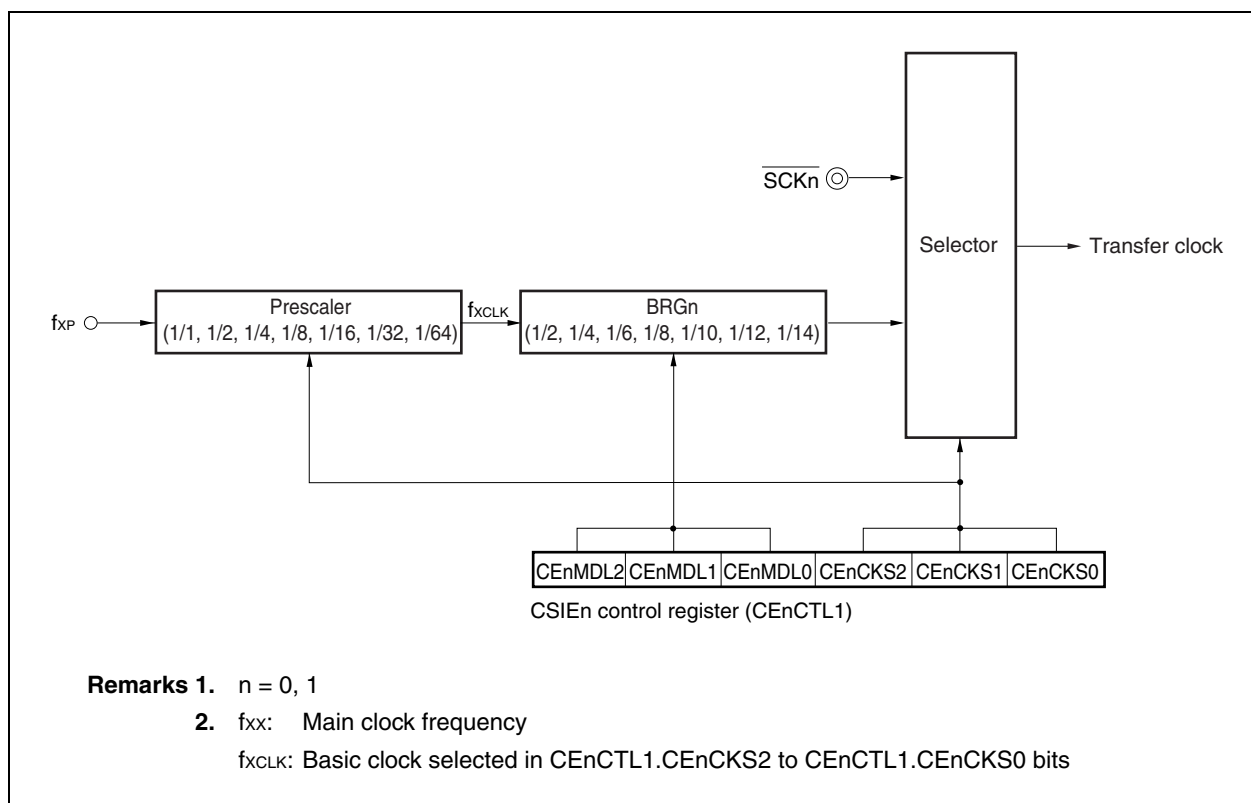 SCKn
Selector
Transfer clock
Prescaler
(1/1, 1/2, 1/4, 1/8, 1/16, 1/32, 1/64)
fXCLK
BRGn
(1/2, 1/4, 1/6, 1/8, 1/10, 1/12, 1/14)
fXP
CEnMDL2 CEnMDL1 CEnMDL0 CEnCKS2 CEnCKS1 CEnCKS0
CSIEn control register (CEnCTL1)
Remarks 1. n = 0, 1
2. fXX: Main clock frequency
fXCLK: Basic clock selected in CEnCTL1.CEnCKS2 to CEnCTL1.CEnCKS0 bits